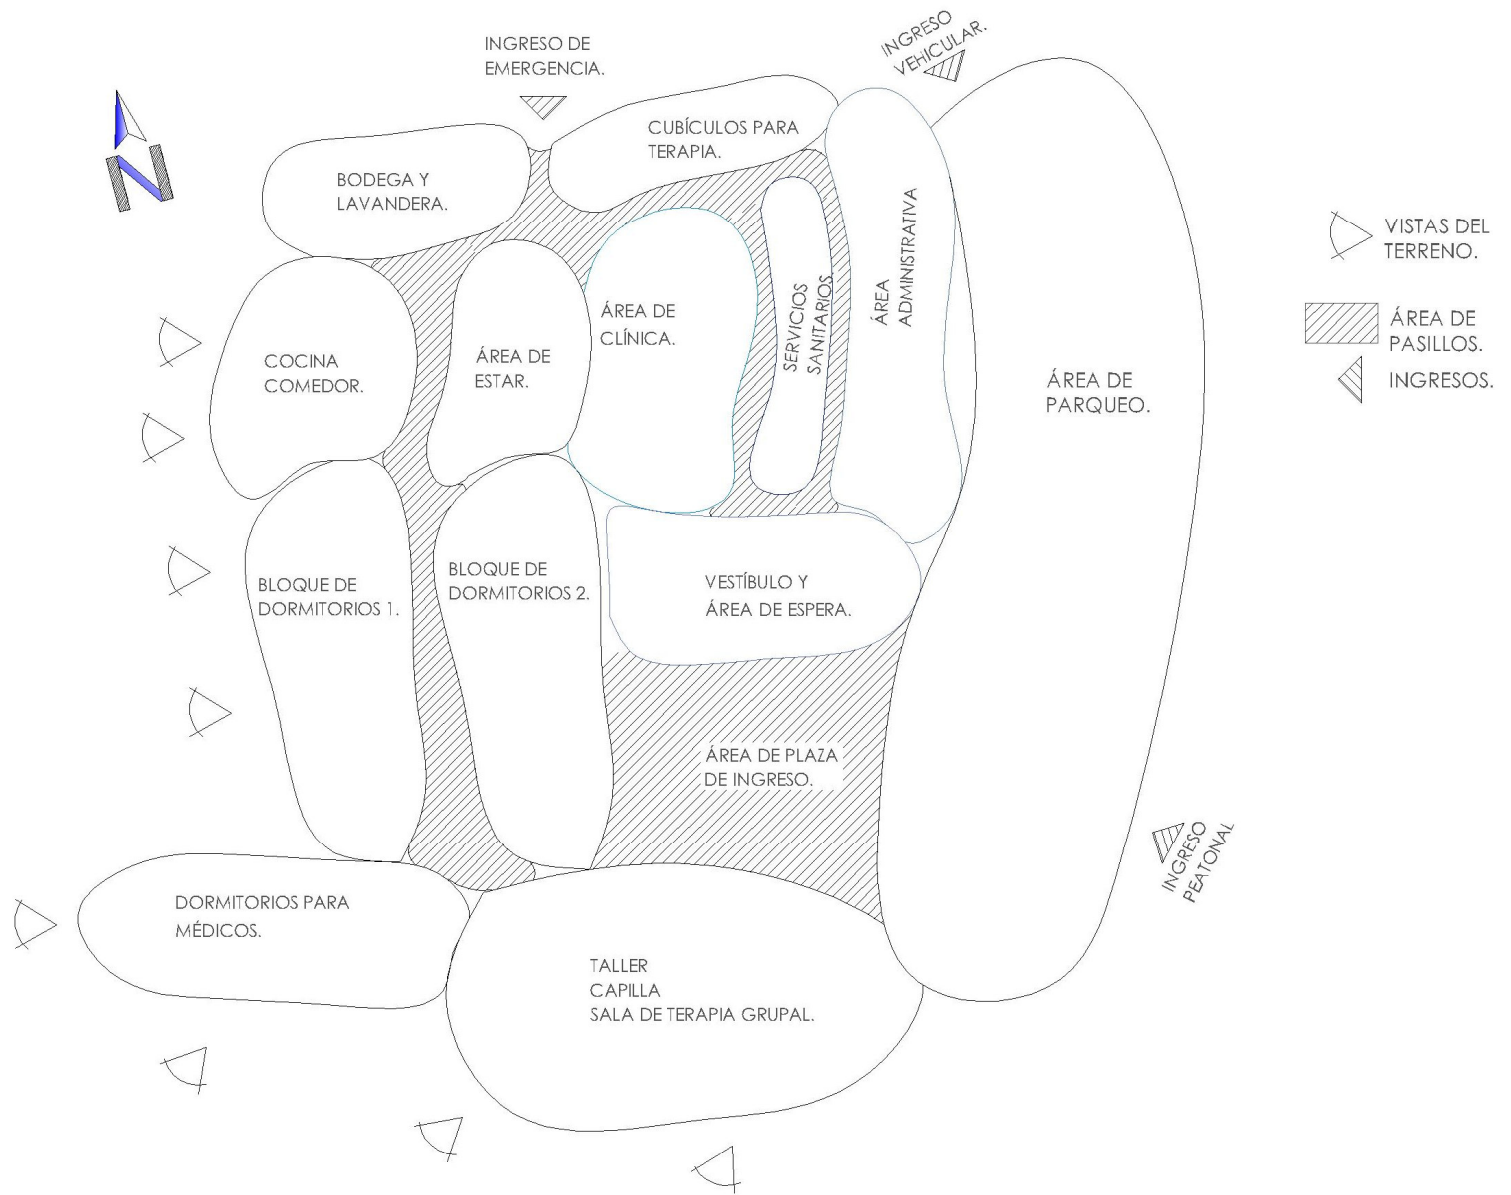 INGRESO DE
EMERGENCIA.
INGRESO
VEHICULAR.
CUBÍCULOS PARA
TERAPIA.
BODEGA Y
LAVANDERA.
N
VISTAS DEL
TERRENO.
ÁREA
ADMINISTRATIVA
SERVICIOS
SANITARIOS.
ÁREA DE
CLÍNICA.
ÁREA DE
PASILLOS.
COCINA
COMEDOR.
ÁREA DE
ESTAR.
ÁREA DE
PARQUEO.
INGRESOS.
BLOQUE DE
DORMITORIOS 1.
BLOQUE DE
DORMITORIOS 2.
VESTÍBULO Y
ÁREA DE ESPERA.
ÁREA DE PLAZA
DE INGRESO.
INGRESO
PEATONAL
DORMITORIOS PARA
MÉDICOS.
TALLER
CAPILLA
SALA DE TERAPIA GRUPAL.